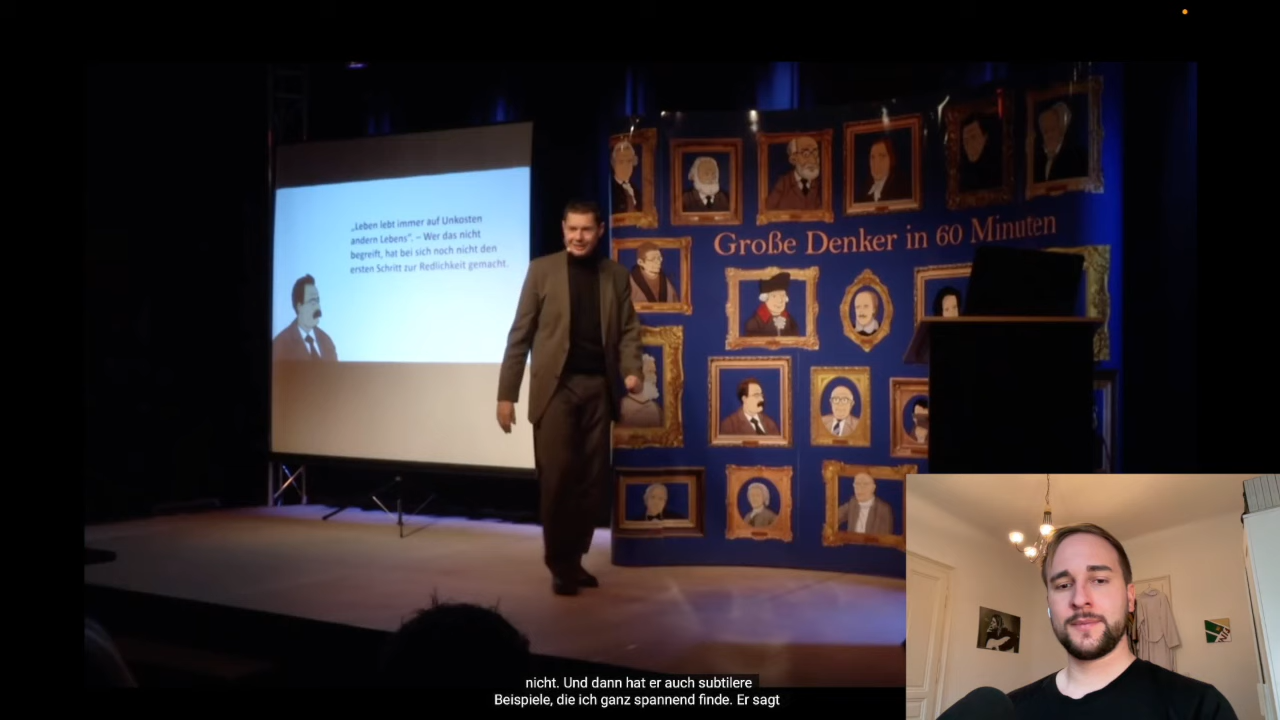 „Leben lebt immer auf Unkosten
andern Lebens". – Wer das nicht
begreift, hat bei sich noch nicht den
ersten Schritt zur Redlichkeit gemacht.
Große Denker in 60 Minuten
nicht. Und dann hat er auch subtilere
Beispiele, die ich ganz spannend finde. Er sagt